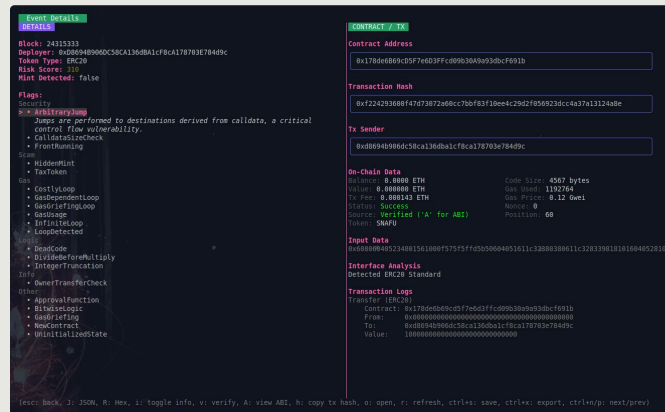 Event Details
DETAILS
Block: 24315333
Deployer: 0xD8694B906DC58CA136dBA1cF8cA178703E784d9c
Token Type: ERC20
Risk Score: 310
Mint Detected: false
Flags:
Security
> • ArbitraryJump
Jumps are performed to destinations derived from calldata, a critical
control flow vulnerability.
• CalldataSizeCheck
• FrontRunning
Scam
• HiddenMint
• TaxToken
Gas
• CostlyLoop
• GasDependentLoop
• GasGriefingLoop
• GasUsage
• InfiniteLoop
• LoopDetected
Logic
• DeadCode
• DivideBeforeMultiply
• IntegerTruncation
Info
• OwnerTransferCheck
Other
• ApprovalFunction
• BitwiseLogic
• GasGriefing
• NewContract
• UninitializedState
CONTRACT / TX
Contract Address
0x178de6B69cD5F7e6D3FFcd09b30A9a93dbcF691b
Transaction Hash
0xf224293600f47d73072a60cc7bbf83f10ee4c29d2f056923dcc4a37a13124a8e
Tx Sender
0xd8694b906dc58ca136dba1cf8ca178703e784d9c
On-Chain Data
Balance: 0.0000 ETH Code Size: 4567 bytes
Value: 0.000000 ETH Gas Used: 1192764
Tx Fee: 0.000143 ETH Gas Price: 0.12 Gwei
Status: Success Nonce: 0
Source: Verified ('A' for ABI) Position: 60
Token: SNAFU
Input Data
Interface Analysis
Detected ERC20 Standard
Transaction Logs
Transfer (ERC20)
Contract: 0x178de6b69cd5f7e6d3ffcd09b30a9a93dbcf691b
From:
To: 0xd8694b906dc58ca136dba1cf8ca178703e784d9c
Value:
(esc: back, J: JSON, R: Hex, i: toggle info, v: verify, A: view ABI, h: copy tx hash, o: open, r: refresh, ctrl+s: save, ctrl+x: export, ctrl+n/p: next/prev)